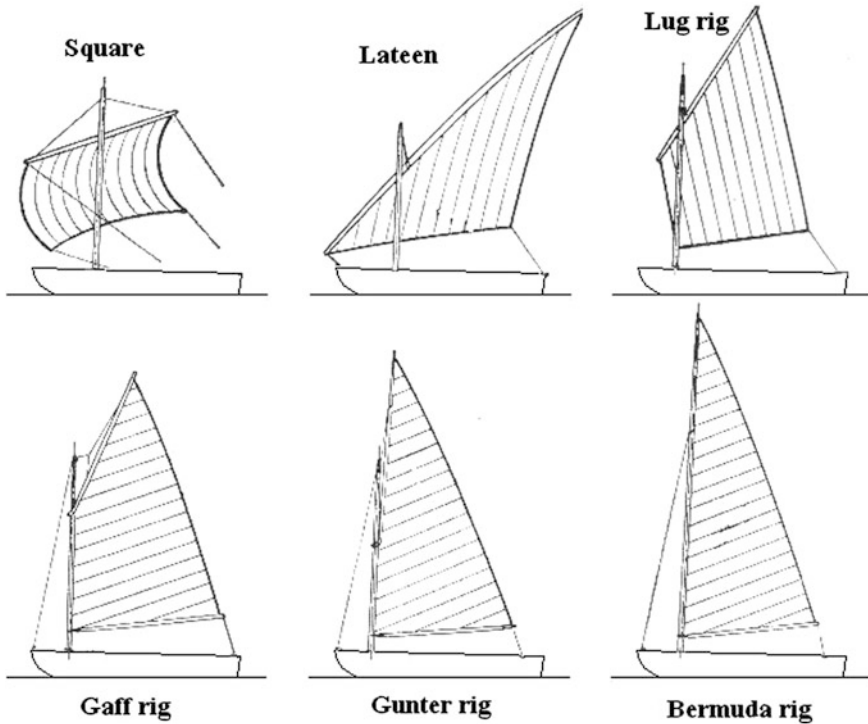 Square
Lateen
Lug rig
Gaff rig
Gunter rig
Bermuda rig